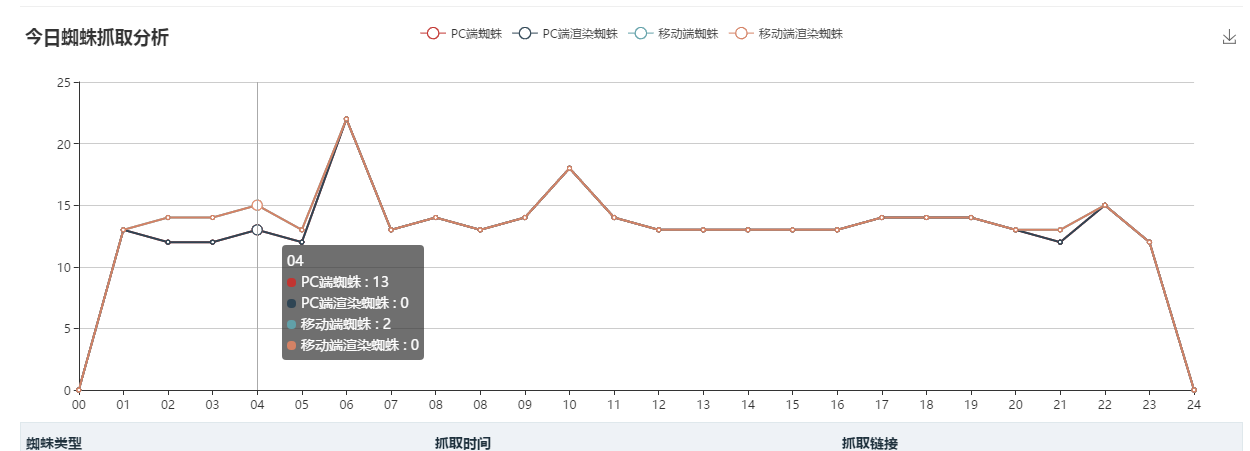 今日蜘蛛抓取分析
PC端蜘蛛 PC端渲染蜘蛛 移动端蜘蛛 移动端渲染蜘蛛
25
20
15
10
5
0
04
PC端蜘蛛 : 13
PC端渲染蜘蛛 : 0
移动端蜘蛛 : 2
移动端渲染蜘蛛 : 0
00 01 02 03 04 05 06 07 08 08 09 10 11 12 13 14 15 16 17 18 19 20 21 22 23 24
蜘蛛类型 抓取时间 抓取链接